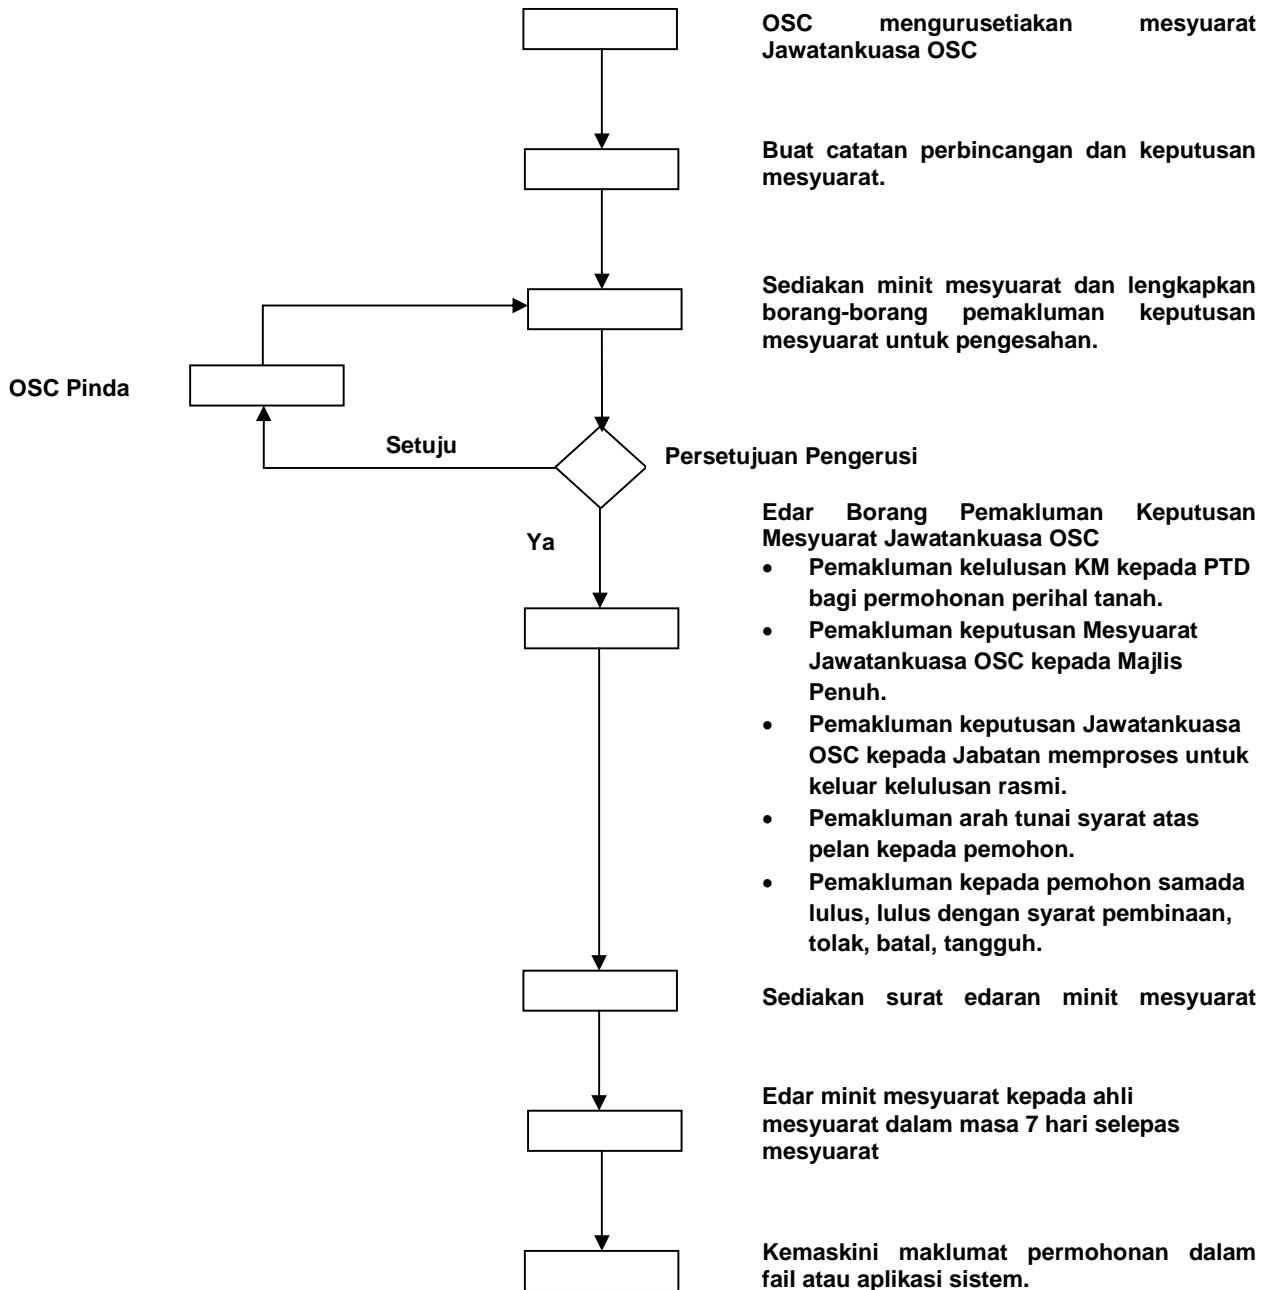 OSC mengurusetiakan mesyuarat
Jawatankuasa OSC
Buat catatan perbincangan dan keputusan
mesyuarat.
Sediakan minit mesyuarat dan lengkapkan
borang-borang pemakluman keputusan
mesyuarat untuk pengesahan.
OSC Pinda
Setuju
Persetujuan Pengerusi
Ya
Edar Borang Pemakluman Keputusan
Mesyuarat Jawatankuasa OSC
• Pemakluman kelulusan KM kepada PTD
bagi permohonan perihal tanah.
• Pemakluman keputusan Mesyuarat
Jawatankuasa OSC kepada Majlis
Penuh.
• Pemakluman keputusan Jawatankuasa
OSC kepada Jabatan memproses untuk
keluar kelulusan rasmi.
• Pemakluman arah tunai syarat atas
pelan kepada pemohon.
• Pemakluman kepada pemohon samada
lulus, lulus dengan syarat pembinaan,
tolak, batal, tangguh.
Sediakan surat edaran minit mesyuarat
Edar minit mesyuarat kepada ahli
mesyuarat dalam masa 7 hari selepas
mesyuarat
Kemaskini maklumat permohonan dalam
fail atau aplikasi sistem.